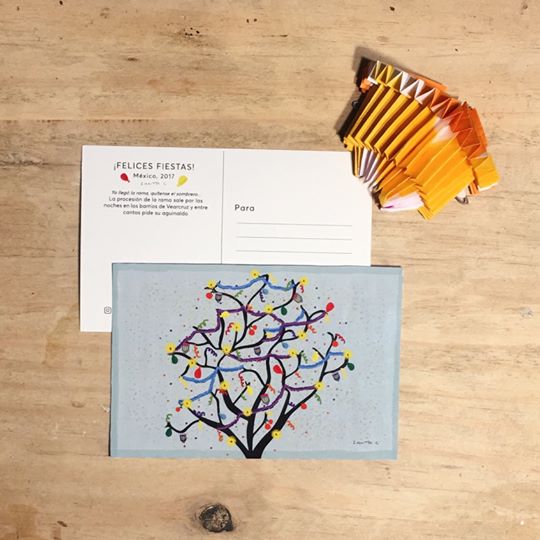 ¡FELICES FIESTAS!
México, 2017
Ya llegó la rama, quítense el sombrero...
La procesión de la rama sale por las
noches en los barrios de Vearcruz y entre
cantos pide su aguinaldo
Para